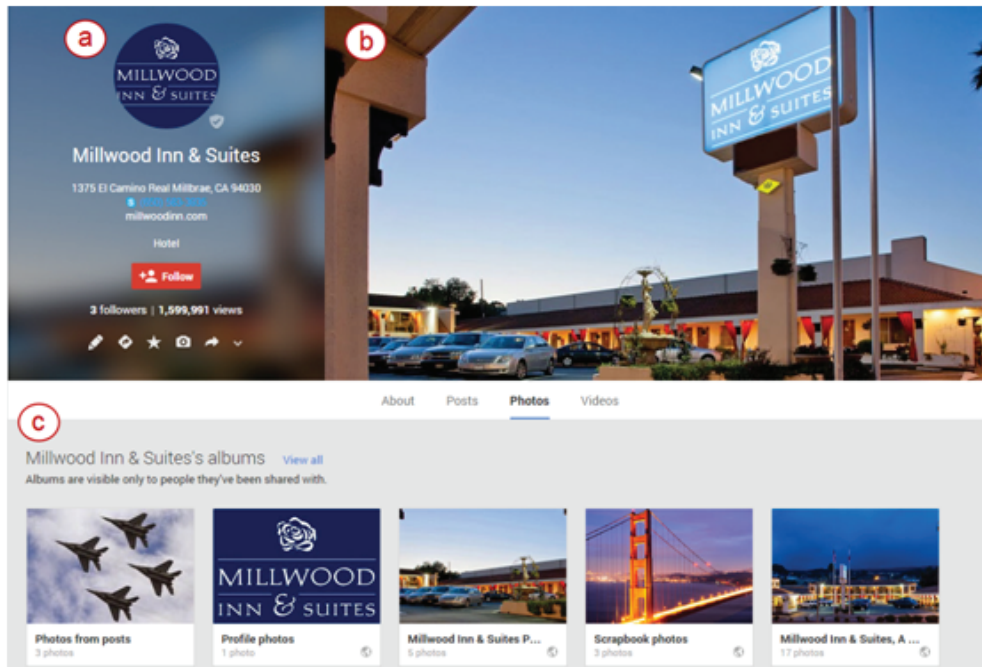 a
b
MILLWOOD
INN & SUITES
Millwood Inn & Suites
1375 El Camino Real Millbrae, CA 94030
millwoodinn.com
Hotel
Follow
3 followers | 1,599,991 views
MILLWOOD
INN & SUITES
About Posts Photos Videos
c
Millwood Inn & Suites's albums View all
Albums are visible only to people they've been shared with.
MILLWOOD
INN & SUITES
Photos from posts
3 photos
Profile photos
1 photo
Millwood Inn & Suites P...
5 photos
Scrapbook photos
3 photos
Millwood Inn & Suites, A ...
17 photos